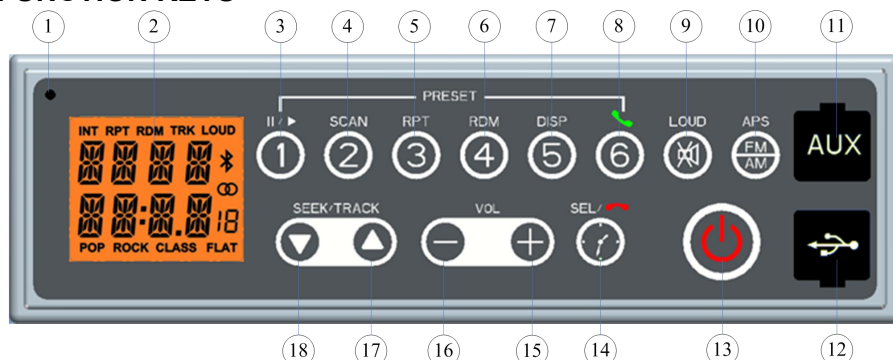 FUNCTION KEYS
1 2 3 4 5 6 7 8 9 10 11
PRESET
II / ▶ SCAN RPT RDM DISP LOUD APS
INT RPT RDM TRK LOUD
1 2 3 4 5 6 FM AM AUX
18
POP ROCK CLASS FLAT
SEEK/TRACK VOL SEL/
18 17 16 15 14 13 12